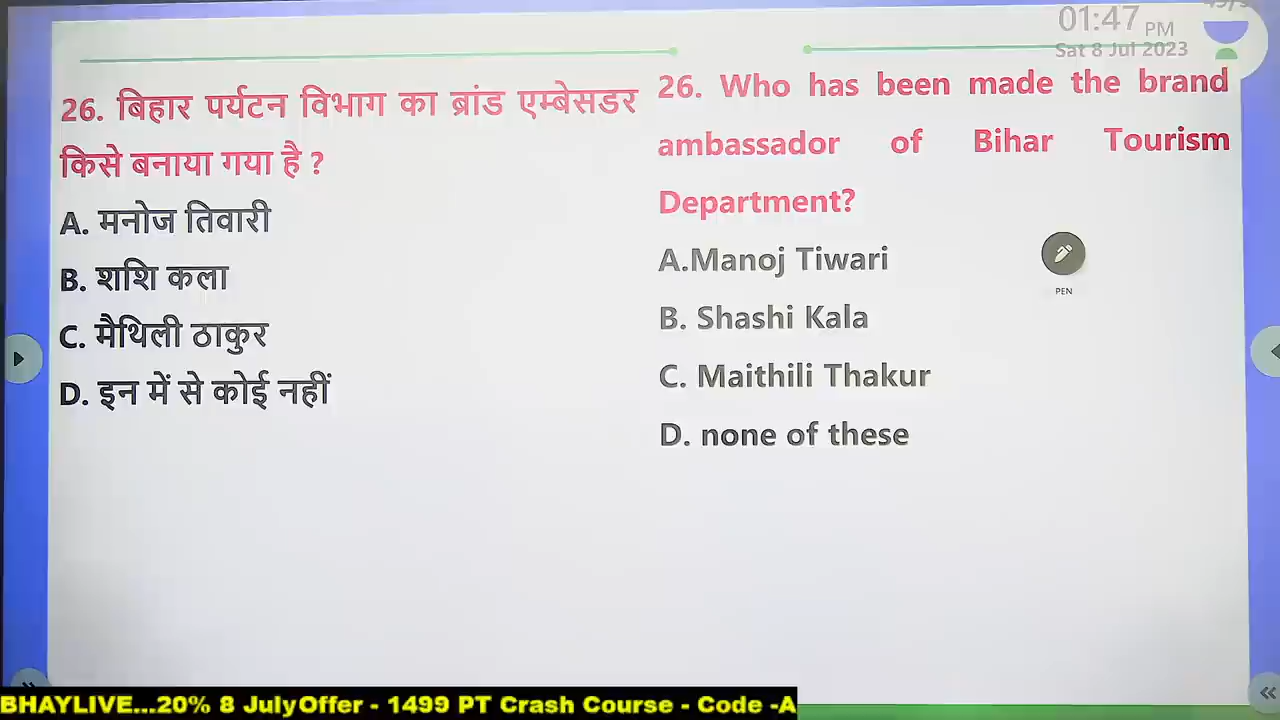 01:47 PM
Sat 8 Jul 2023
26. बिहार पर्यटन विभाग का ब्रांड एम्बेसडर
किसे बनाया गया है ?
A. मनोज तिवारी
B. शशि कला
C. मैथिली ठाकुर
D. इन में से कोई नहीं
26. Who has been made the brand
ambassador of Bihar Tourism
Department?
A.Manoj Tiwari
B. Shashi Kala
C. Maithili Thakur
D. none of these
PEN
BHAYLIVE...20% 8 July Offer - 1499 PT Crash Course - Code -A